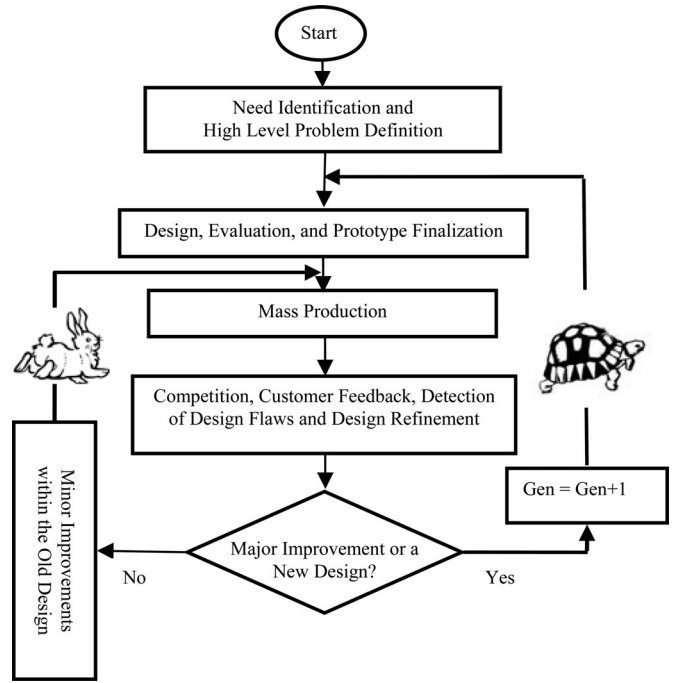 Start
Need Identification and
High Level Problem Definition
Design, Evaluation, and Prototype Finalization
Mass Production
Competition, Customer Feedback, Detection
of Design Flaws and Design Refinement
Minor Improvements
within the Old Design
Gen = Gen+1
Major Improvement or a
New Design?
No
Yes